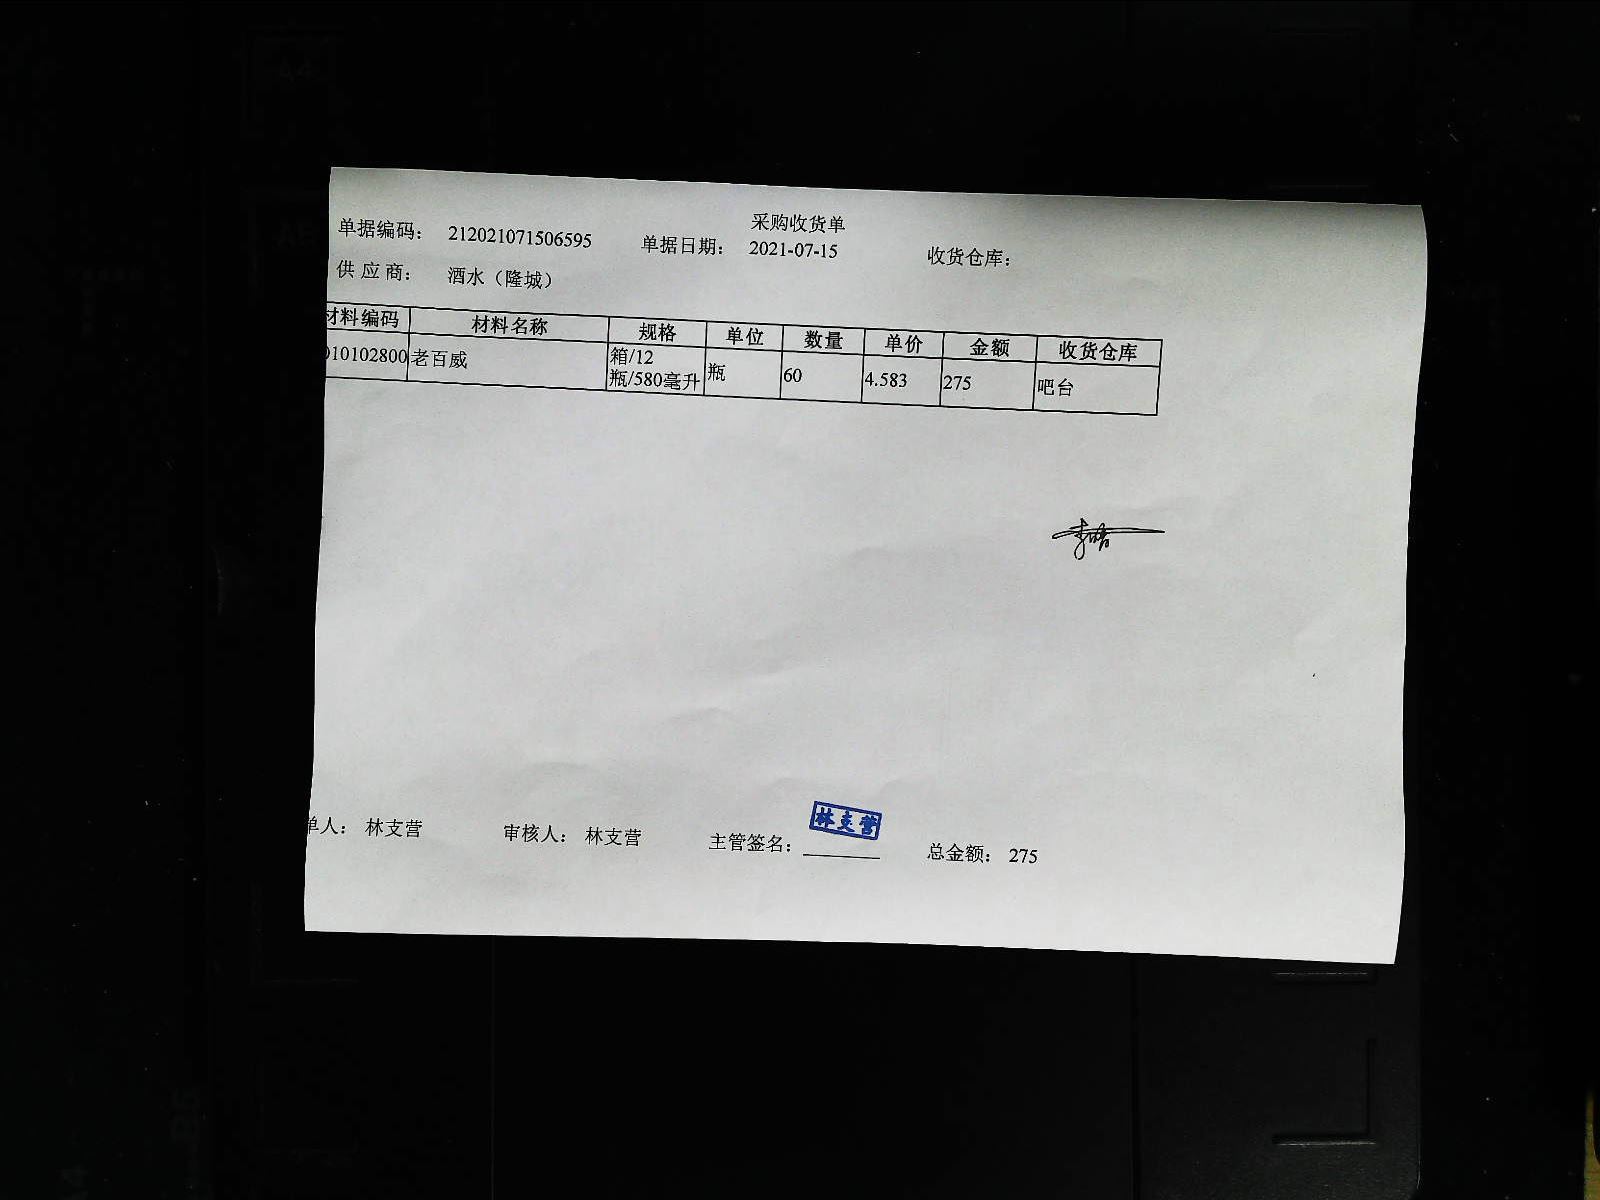 采购收货单
单据编码： 212021071506595 单据日期： 2021-07-15 收货仓库：
供 应 商： 酒水（隆城）
材料编码 材料名称 规格 单位 数量 单价 金额 收货仓库
010102800 老百威 箱/12 瓶/580毫升 瓶 60 4.583 275 吧台
单人： 林支营 审核人： 林支营 主管签名： 林支营 总金额： 275